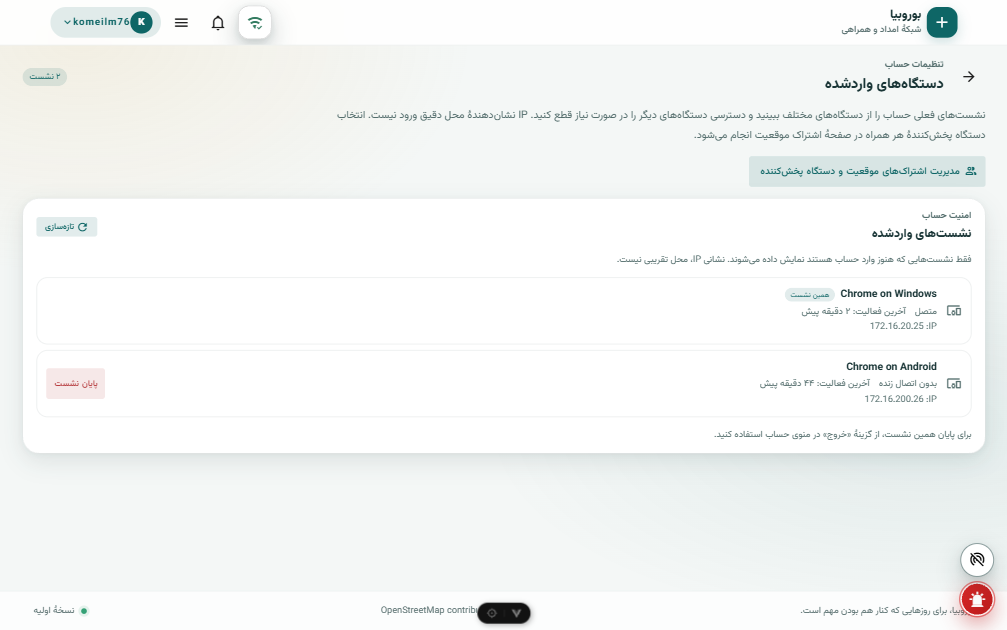 بوروبیا
شبکهٔ امداد و همراهی
K
komeilm76
تنظیمات حساب
دستگاه‌های واردشده
۲ نشست
نشست‌های فعلی حساب را از دستگاه‌های مختلف ببینید و دسترسی دستگاه‌های دیگر را در صورت نیاز قطع کنید. IP نشان‌دهندهٔ محل دقیق ورود نیست. انتخاب
دستگاه پخش‌کنندهٔ هر همراه در صفحهٔ اشتراک موقعیت انجام می‌شود.
مدیریت اشتراک‌های موقعیت و دستگاه پخش‌کننده
امنیت حساب
نشست‌های واردشده
تازه‌سازی
فقط نشست‌هایی که هنوز وارد حساب هستند نمایش داده می‌شوند. نشانی IP، محل تقریبی نیست.
Chrome on Windows همین نشست
متصل آخرین فعالیت: ۲ دقیقه پیش
IP: 172.16.20.25
Chrome on Android
بدون اتصال زنده آخرین فعالیت: ۴۴ دقیقه پیش
IP: 172.16.200.26
پایان نشست
برای پایان همین نشست، از گزینهٔ «خروج» در منوی حساب استفاده کنید.
برای روزهایی که کنار هم بودن مهم است.
OpenStreetMap
نسخهٔ اولیه